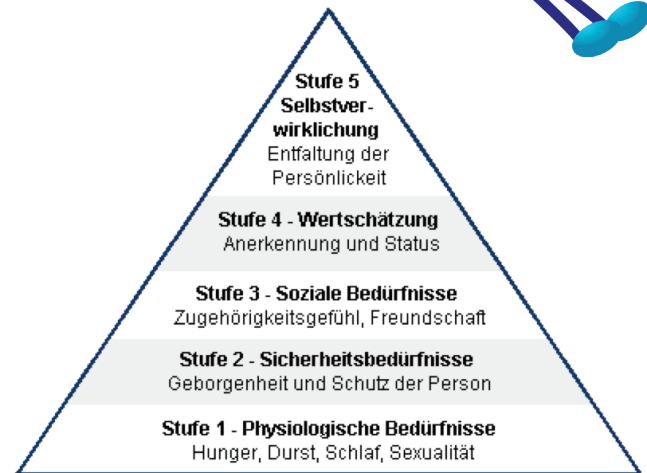 Stufe 5
Selbstver-
wirklichung
Entfaltung der
Persönlickeit
Stufe 4 - Wertschätzung
Anerkennung und Status
Stufe 3 - Soziale Bedürfnisse
Zugehörigkeitsgefühl, Freundschaft
Stufe 2 - Sicherheitsbedürfnisse
Geborgenheit und Schutz der Person
Stufe 1 - Physiologische Bedürfnisse
Hunger, Durst, Schlaf, Sexualität